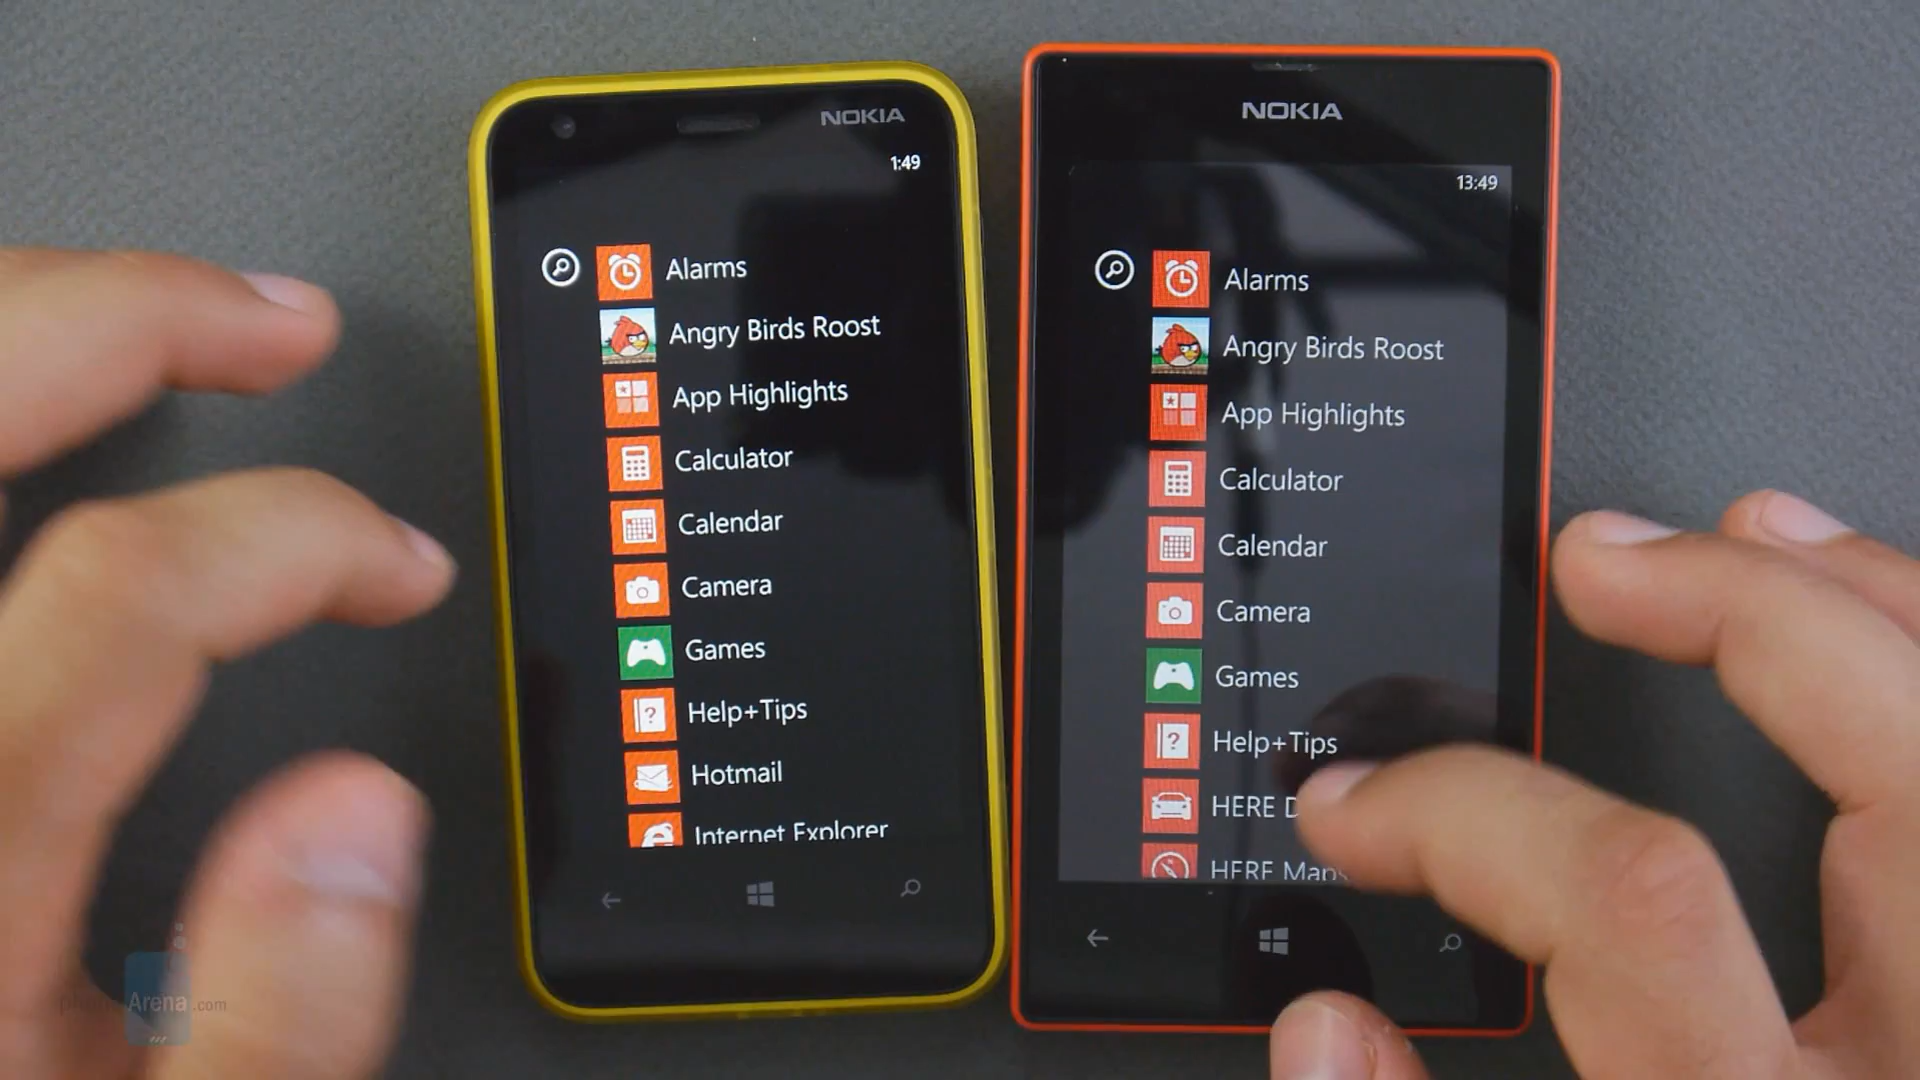 NOKIA
1:49
Alarms
Angry Birds Roost
App Highlights
Calculator
Calendar
Camera
Games
Help+Tips
Hotmail
Internet Explorer
NOKIA
13:49
Alarms
Angry Birds Roost
App Highlights
Calculator
Calendar
Camera
Games
Help+Tips
HERE
HERE Maps
phoneArena.com